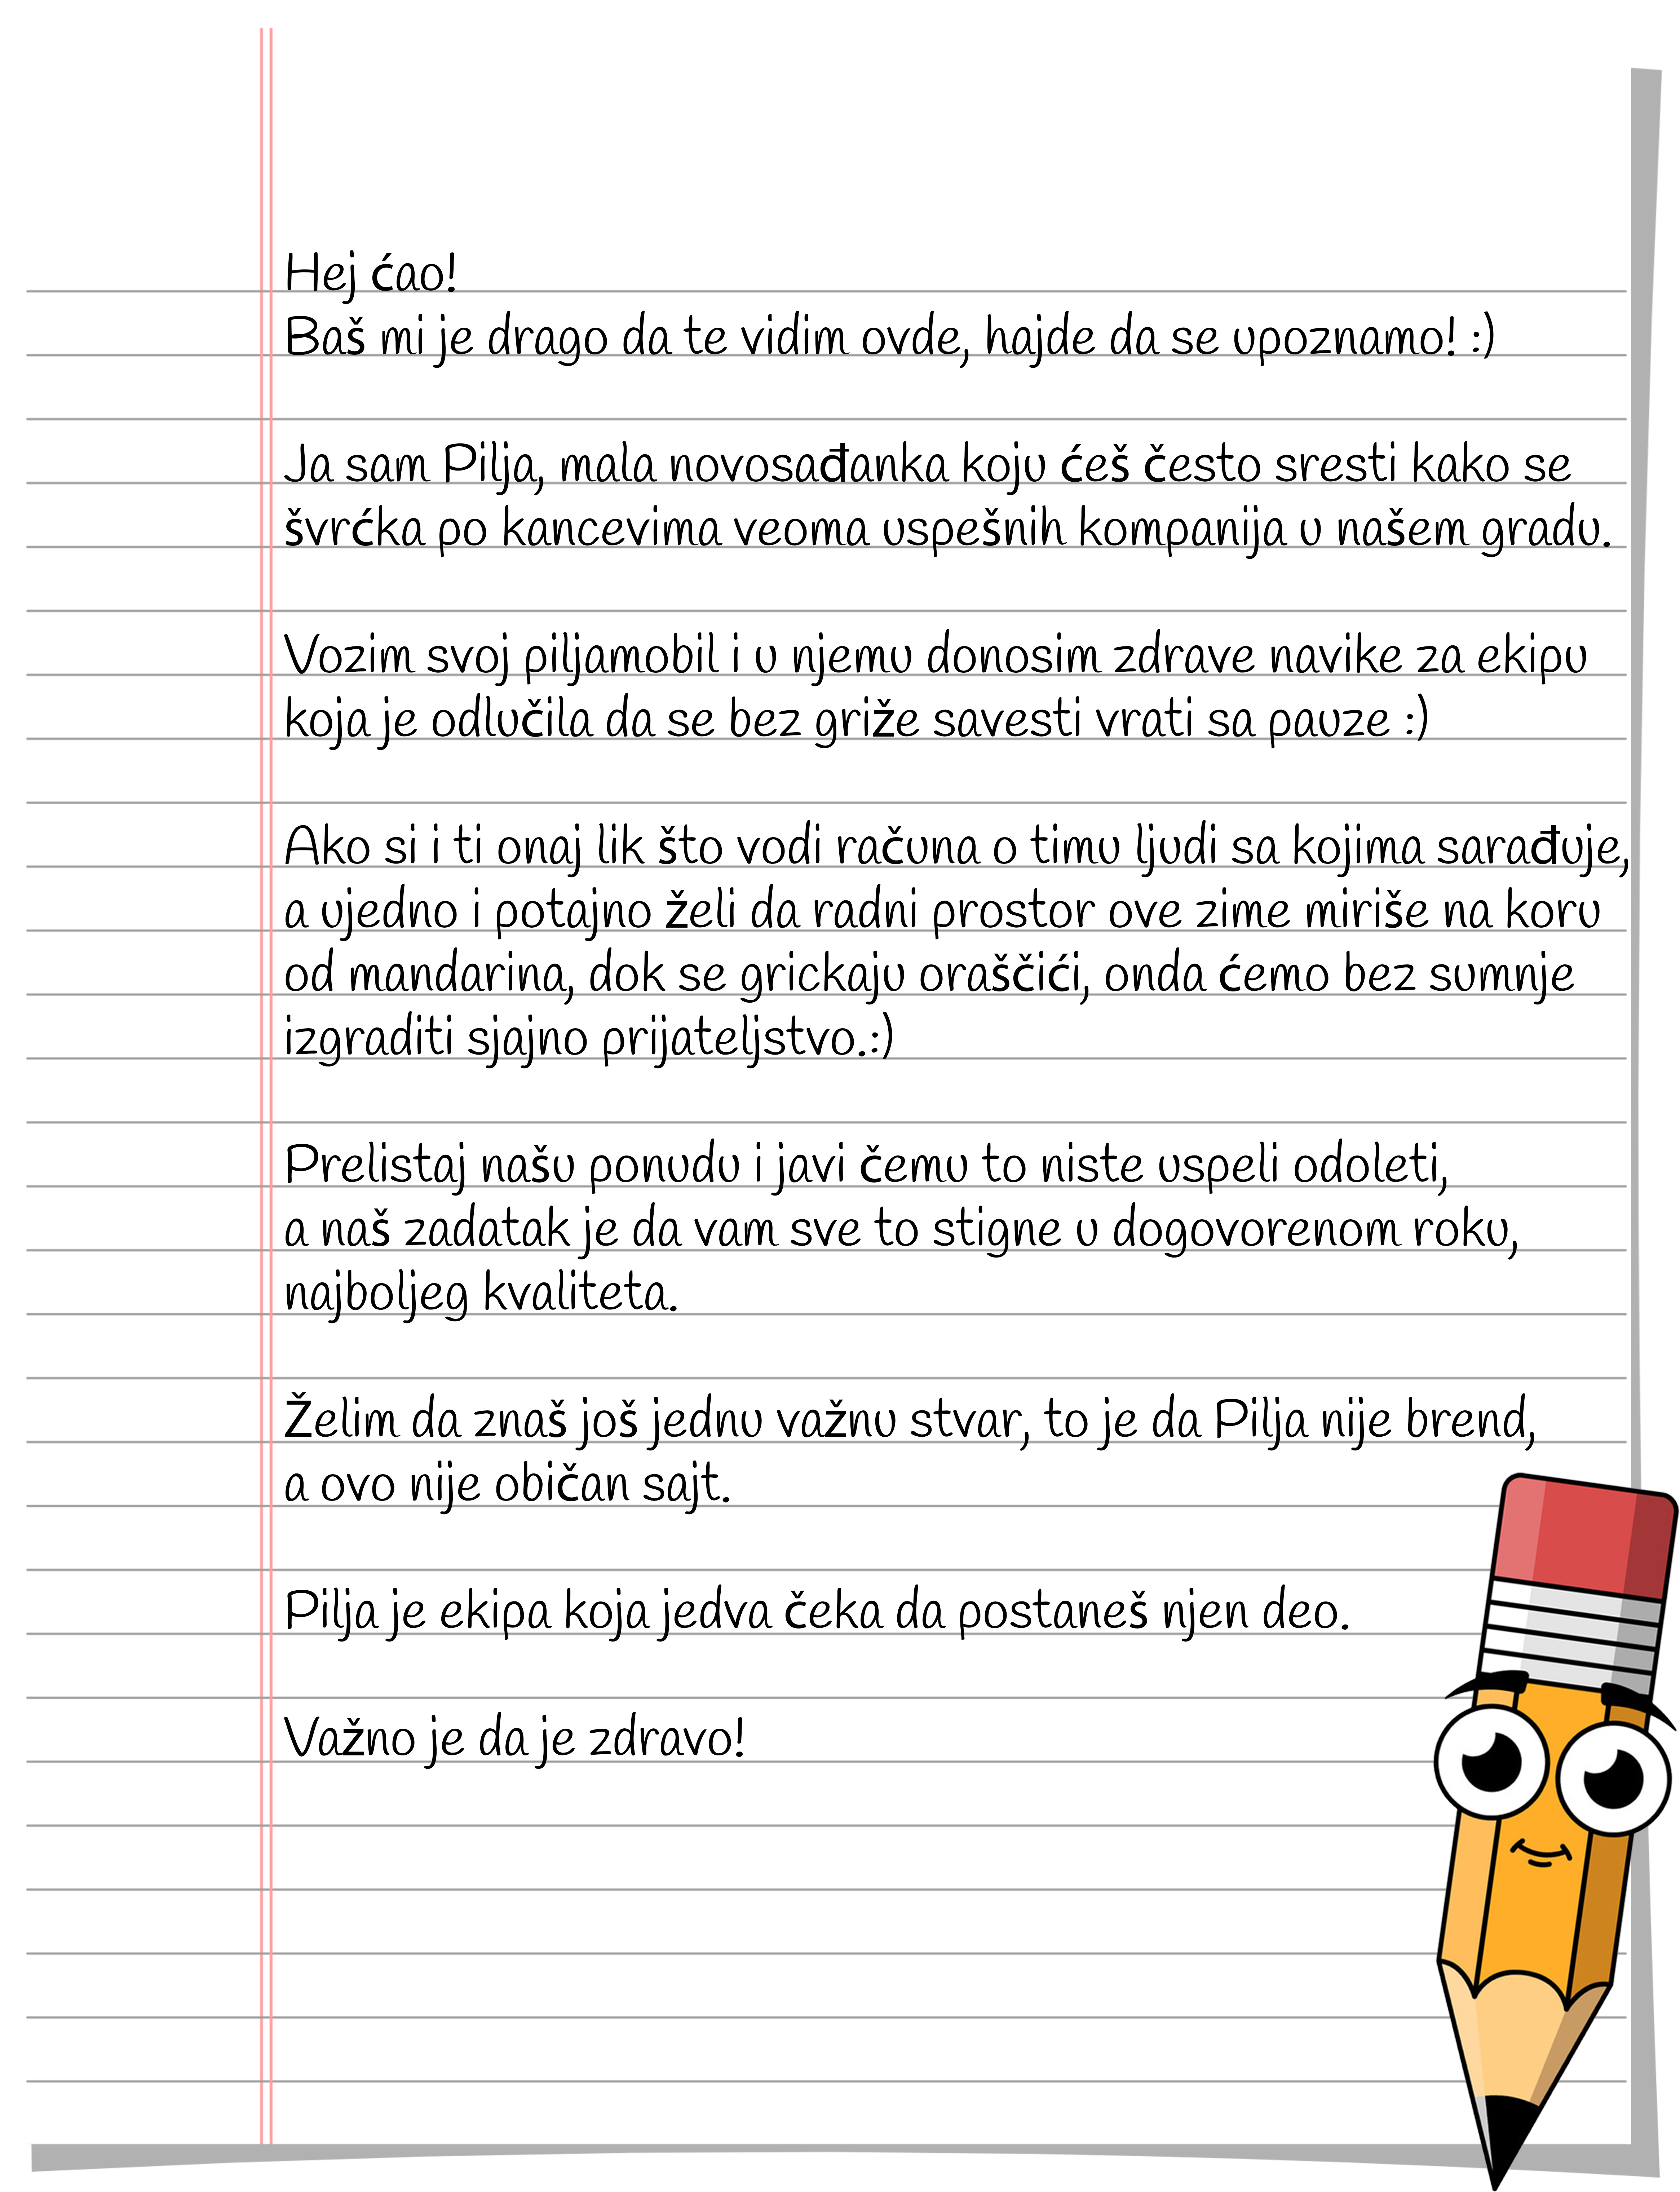 Hej ćao!
Baš mi je drago da te vidim ovde, hajde da se upoznamo! :)
Ja sam Pilja, mala novosađanka koju ćeš često sresti kako se
švrćka po kancevima veoma uspešnih kompanija u našem gradu.
Vozim svoj piljamobil i u njemu donosim zdrave navike za ekipu
koja je odlučila da se bez griže savesti vrati sa pauze :)
Ako si i ti onaj lik što vodi računa o timu ljudi sa kojima sarađuje,
a ujedno i potajno želi da radni prostor ove zime miriše na koru
od mandarina, dok se grickaju oraščići, onda ćemo bez sumnje
izgraditi sjajno prijateljstvo.:)
Prelistaj našu ponudu i javi čemu to niste uspeli odoleti,
a naš zadatak je da vam sve to stigne u dogovorenom roku,
najboljeg kvaliteta.
Želim da znaš još jednu važnu stvar, to je da Pilja nije brend,
a ovo nije običan sajt.
Pilja je ekipa koja jedva čeka da postaneš njen deo.
Važno je da je zdravo!